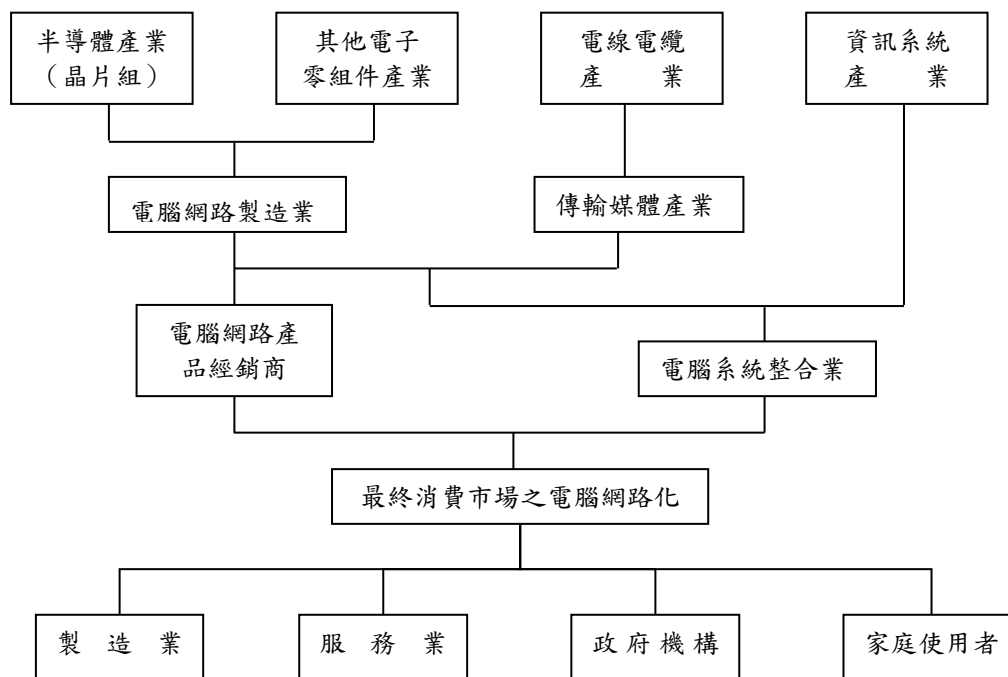 半導體產業
（晶片組）
其他電子
零組件產業
電線電纜
產業
資訊系統
產業
電腦網路製造業
傳輸媒體產業
電腦網路產
品經銷商
電腦系統整合業
最終消費市場之電腦網路化
製造業
服務業
政府機構
家庭使用者